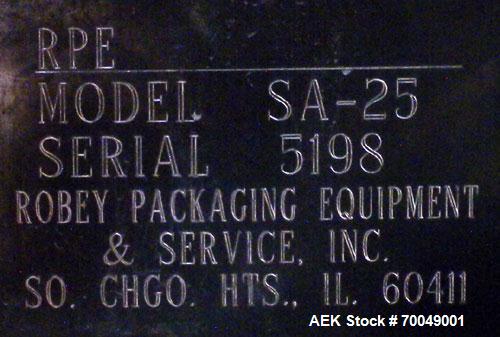 RPE
MODEL SA-25
SERIAL 5198
ROBEY PACKAGING EQUIPMENT
& SERVICE, INC.
SO. CHGO. HTS., IL. 60411
AEK Stock # 70049001